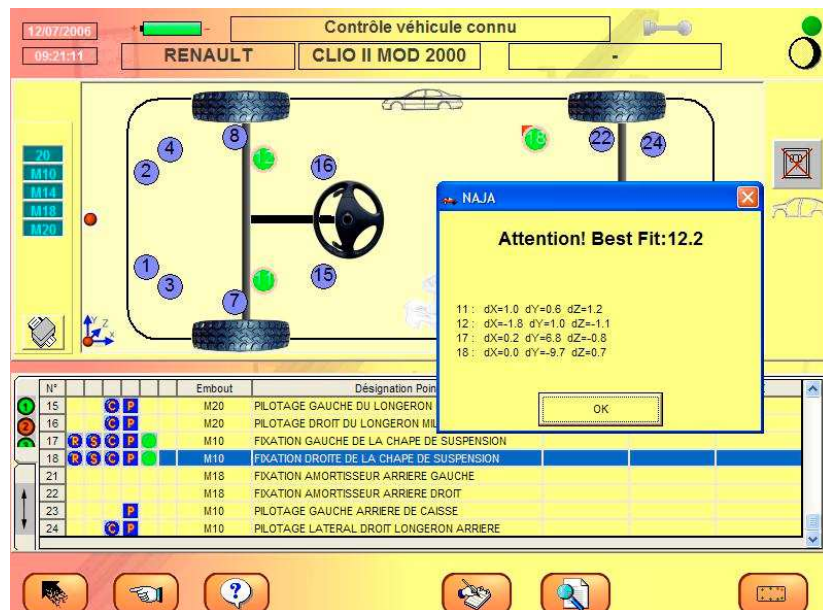 12/07/2006
+ -
Contrôle véhicule connu
09:21:11
RENAULT
CLIO II MOD 2000
-
20
M10
M14
M18
M20
4
8
12
18
22
24
2
16
1
3
11
15
7
Y Z X
NAJA
Attention! Best Fit:12.2
11 : dX=1.0 dY=0.6 dZ=1.2
12 : dX=-1.8 dY=1.0 dZ=-1.1
17 : dX=0.2 dY=6.8 dZ=-0.8
18 : dX=0.0 dY=-9.7 dZ=0.7
OK
N° Embout Désignation Poin
15 C P M20 PILOTAGE GAUCHE DU LONGERON
16 C P M20 PILOTAGE DROIT DU LONGERON MIL
17 R S C P M10 FIXATION GAUCHE DE LA CHAPE DE SUSPENSION
18 R S C P M10 FIXATION DROITE DE LA CHAPE DE SUSPENSION
21 M18 FIXATION AMORTISSEUR ARRIERE GAUCHE
22 M18 FIXATION AMORTISSEUR ARRIERE DROIT
23 P M10 PILOTAGE GAUCHE ARRIERE DE CAISSE
24 C P M10 PILOTAGE LATERAL DROIT LONGERON ARRIERE